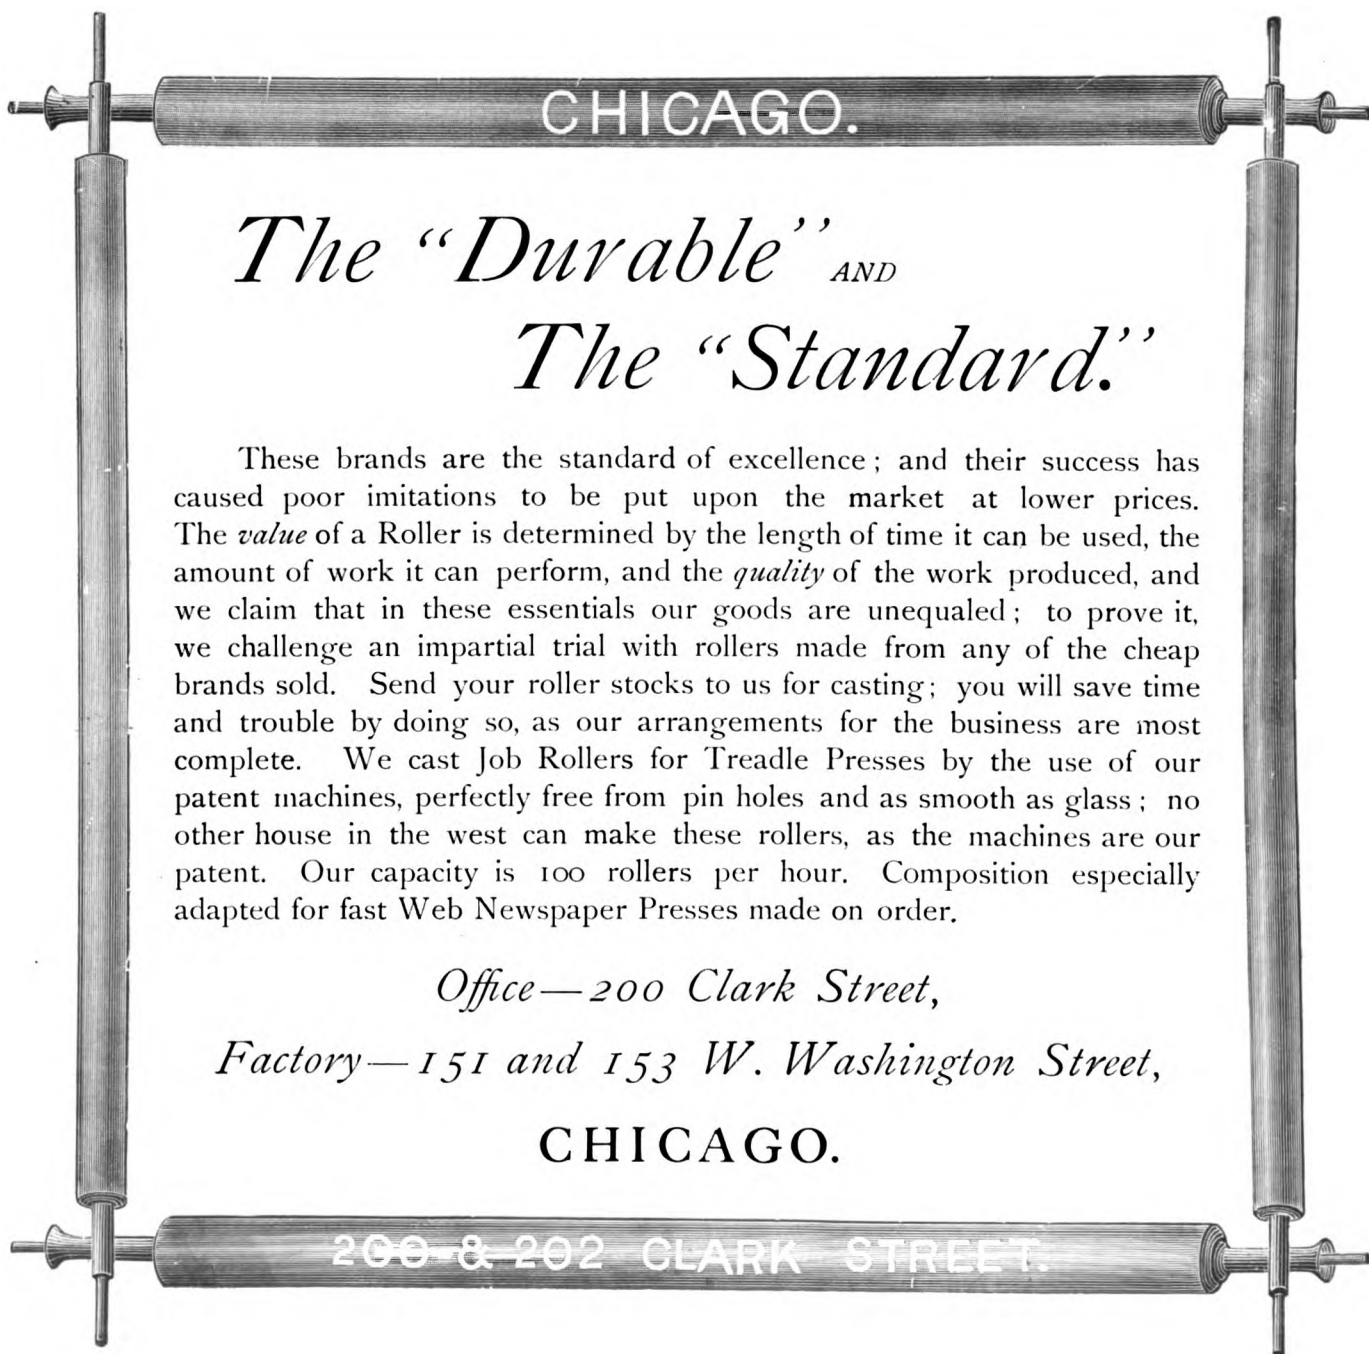 CHICAGO.
The “Durable” AND
The “Standard.”
These brands are the standard of excellence ; and their success has
caused poor imitations to be put upon the market at lower prices.
The value of a Roller is determined by the length of time it can be used, the
amount of work it can perform, and the quality of the work produced, and
we claim that in these essentials our goods are unequaled ; to prove it,
we challenge an impartial trial with rollers made from any of the cheap
brands sold. Send your roller stocks to us for casting ; you will save time
and trouble by doing so, as our arrangements for the business are most
complete. We cast Job Rollers for Treadle Presses by the use of our
patent machines, perfectly free from pin holes and as smooth as glass ; no
other house in the west can make these rollers, as the machines are our
patent. Our capacity is 100 rollers per hour. Composition especially
adapted for fast Web Newspaper Presses made on order.
Office—200 Clark Street,
Factory—151 and 153 W. Washington Street,
CHICAGO.
200 & 202 CLARK STREET.